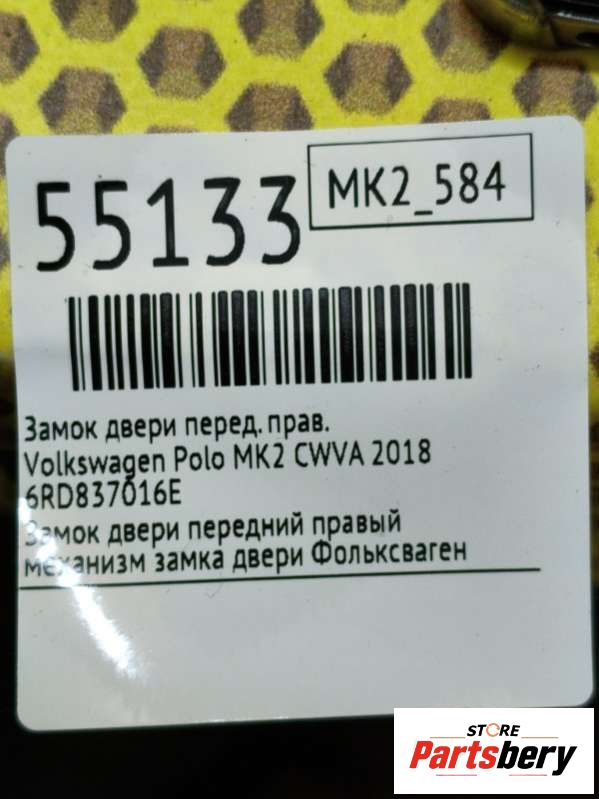 55133
MK2_584
Замок двери перед. прав.
Volkswagen Polo MK2 CWVA 2018
6RD837016E
Замок двери передний правый
механизм замка двери Фольксваген
STORE
Partsbery